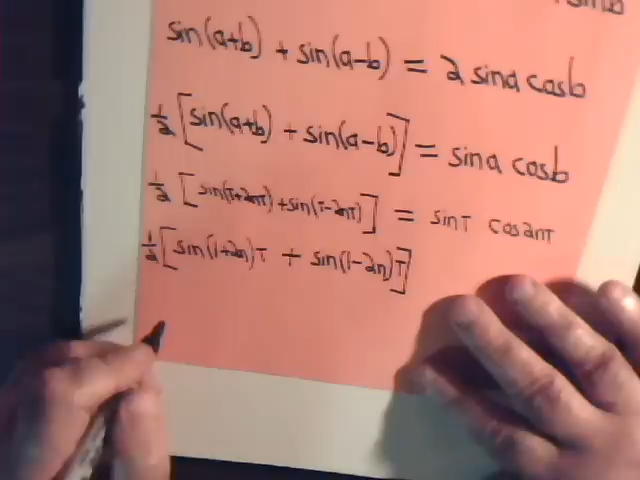 sin(a+b) + sin(a-b) = 2 sina cosb
1/2 [sin(a+b) + sin(a-b)] = sina cosb
1/2 [sin(τ+2nτ)+sin(τ-2nτ)] = sinτ cos2nτ
1/2 [sin(1+2n)τ + sin(1-2n)τ]